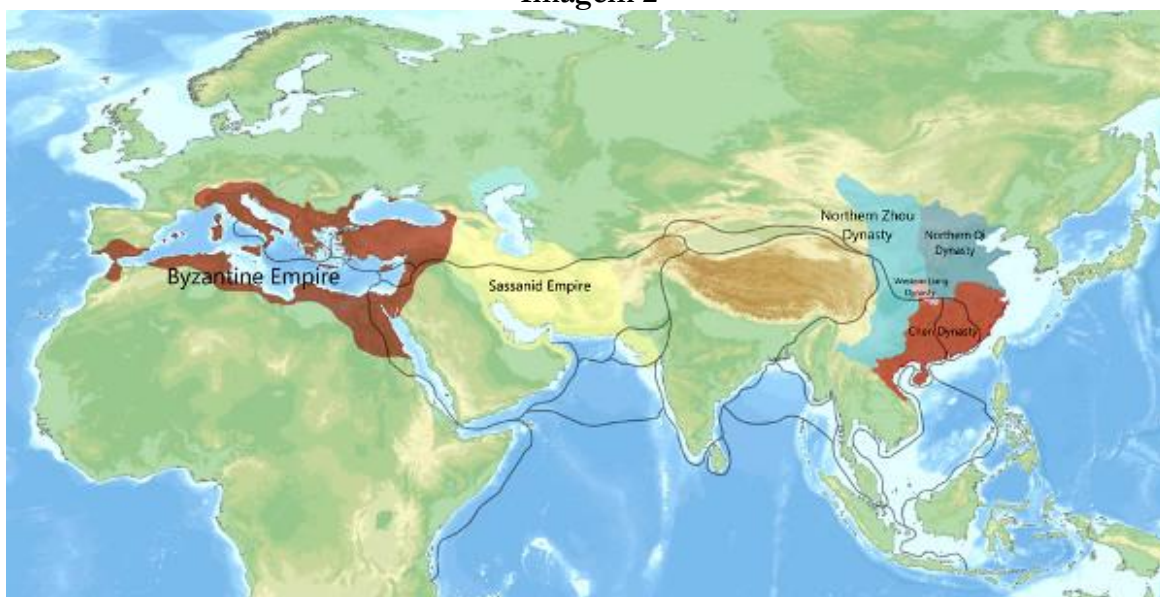 Imagem 2
Northern Zhou
Dynasty
Northern Qi
Dynasty
Byzantine Empire
Sassanid Empire
Western Liang
Dynasty
Chen Dynasty